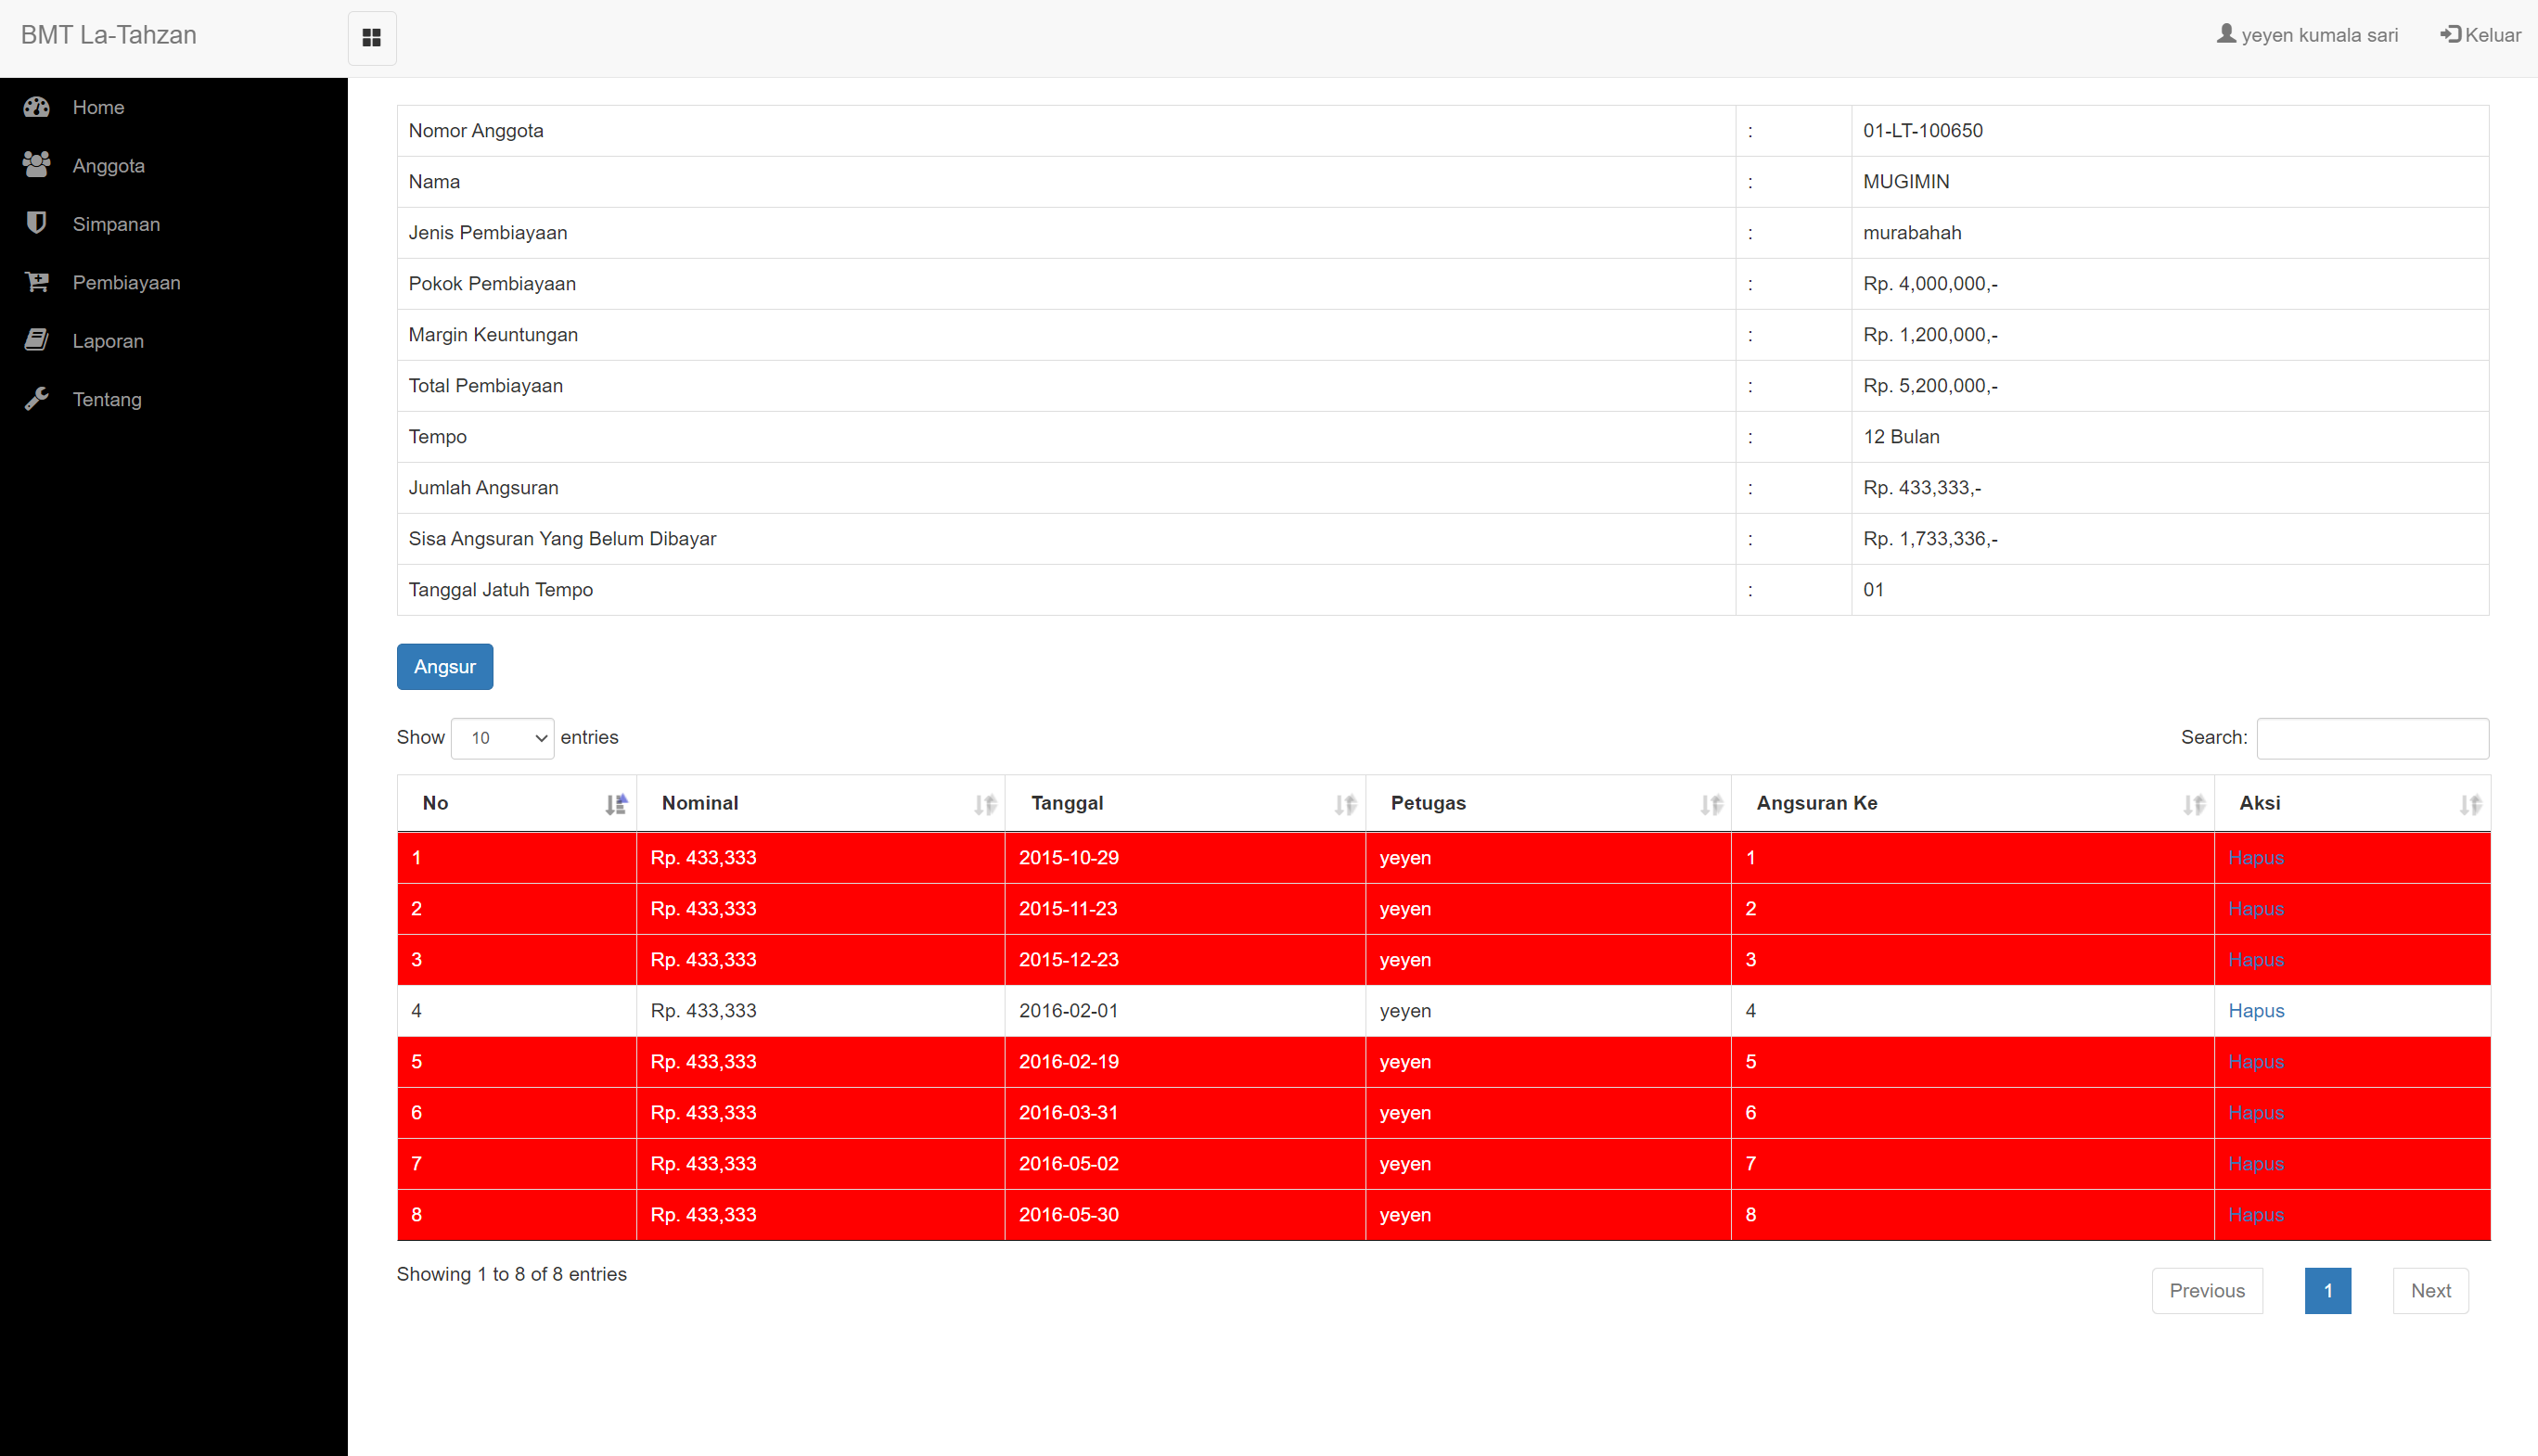 BMT La-Tahzan
yeyen kumala sari Keluar
Home
Anggota
Simpanan
Pembiayaan
Laporan
Tentang
Nomor Anggota : 01-LT-100650
Nama : MUGIMIN
Jenis Pembiayaan : murabahah
Pokok Pembiayaan : Rp. 4,000,000,-
Margin Keuntungan : Rp. 1,200,000,-
Total Pembiayaan : Rp. 5,200,000,-
Tempo : 12 Bulan
Jumlah Angsuran : Rp. 433,333,-
Sisa Angsuran Yang Belum Dibayar : Rp. 1,733,336,-
Tanggal Jatuh Tempo : 01
Angsur
Show 10 entries Search:
No Nominal Tanggal Petugas Angsuran Ke Aksi
1 Rp. 433,333 2015-10-29 yeyen 1 Hapus
2 Rp. 433,333 2015-11-23 yeyen 2 Hapus
3 Rp. 433,333 2015-12-23 yeyen 3 Hapus
4 Rp. 433,333 2016-02-01 yeyen 4 Hapus
5 Rp. 433,333 2016-02-19 yeyen 5 Hapus
6 Rp. 433,333 2016-03-31 yeyen 6 Hapus
7 Rp. 433,333 2016-05-02 yeyen 7 Hapus
8 Rp. 433,333 2016-05-30 yeyen 8 Hapus
Showing 1 to 8 of 8 entries
Previous 1 Next